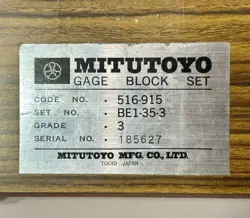 MITUTOYO
GAGE BLOCK SET
CODE NO. · 516-915
SET NO. · BE1-35-3
GRADE · 3
SERIAL NO. · 185627
MITUTOYO MFG. CO., LTD.
TOKYO JAPAN